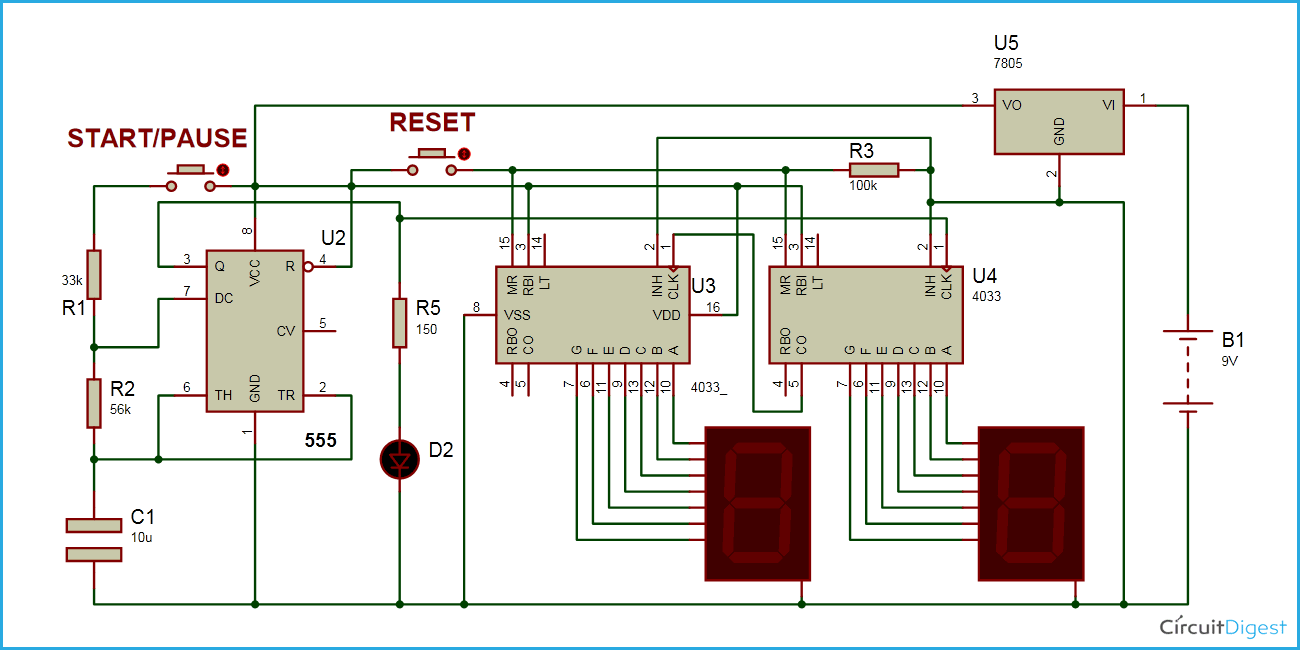 U5
7805
3
VO
VI
1
GND
2
START/PAUSE
RESET
R3
100k
8
U2
15
3
14
2
1
15
3
14
2
1
3
Q
VCC
R
4
33k
R1
7
DC
CV
5
R5
150
MR
RBI
LT
INH
CLK
U3
8
VSS
VDD
16
RBO
CO
G
F
E
D
C
B
A
4033_
MR
RBI
LT
INH
CLK
U4
4033
RBO
CO
G
F
E
D
C
B
A
B1
9V
R2
56k
6
TH
GND
TR
2
1
555
4
5
7
6
11
9
13
12
10
4
5
7
6
11
9
13
12
10
D2
C1
10u
CircuitDigest